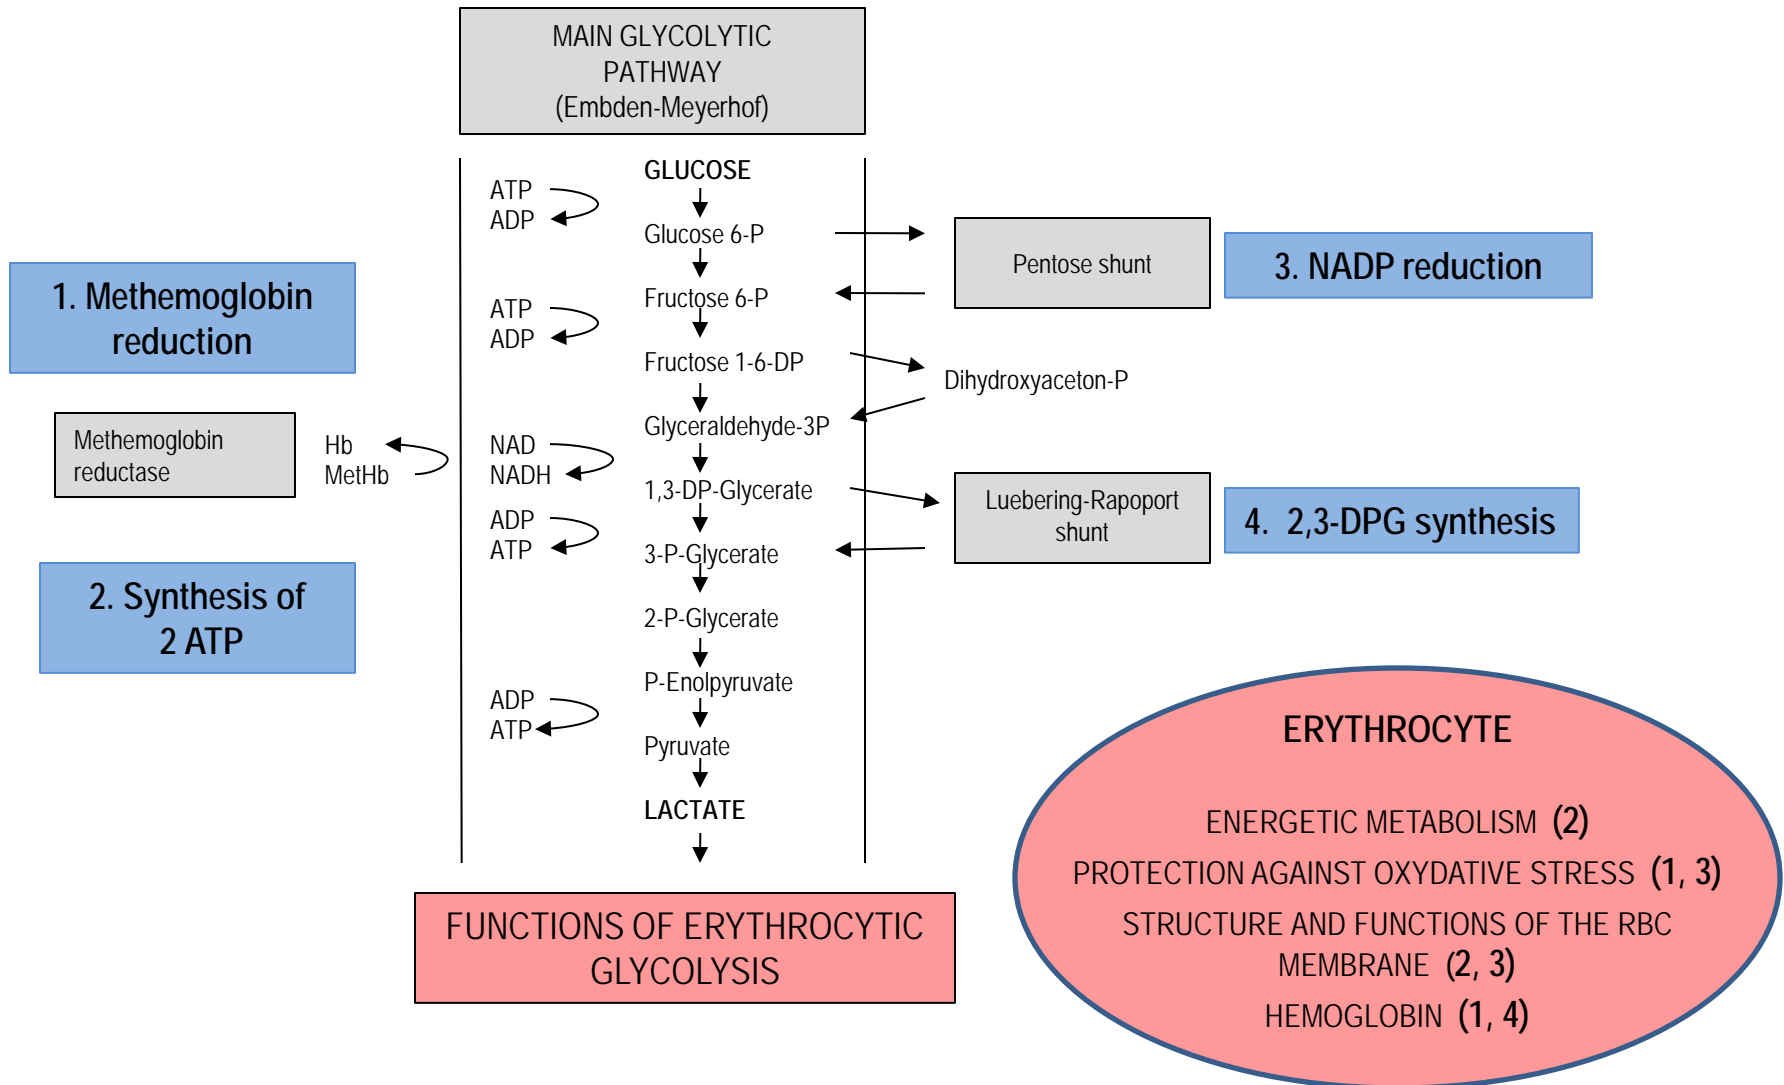 MAIN GLYCOLYTIC
PATHWAY
(Embden-Meyerhof)
GLUCOSE
ATP
ADP
Glucose 6-P
Pentose shunt
3. NADP reduction
1. Methemoglobin
reduction
Fructose 6-P
ATP
ADP
Fructose 1-6-DP
Dihydroxyaceton-P
Glyceraldehyde-3P
Methemoglobin
reductase
Hb
MetHb
NAD
NADH
1,3-DP-Glycerate
Luebering-Rapoport
shunt
4. 2,3-DPG synthesis
ADP
ATP
3-P-Glycerate
2. Synthesis of
2 ATP
2-P-Glycerate
P-Enolpyruvate
ADP
ATP
Pyruvate
LACTATE
FUNCTIONS OF ERYTHROCYTIC
GLYCOLYSIS
ERYTHROCYTE
ENERGETIC METABOLISM (2)
PROTECTION AGAINST OXYDATIVE STRESS (1, 3)
STRUCTURE AND FUNCTIONS OF THE RBC
MEMBRANE (2, 3)
HEMOGLOBIN (1, 4)